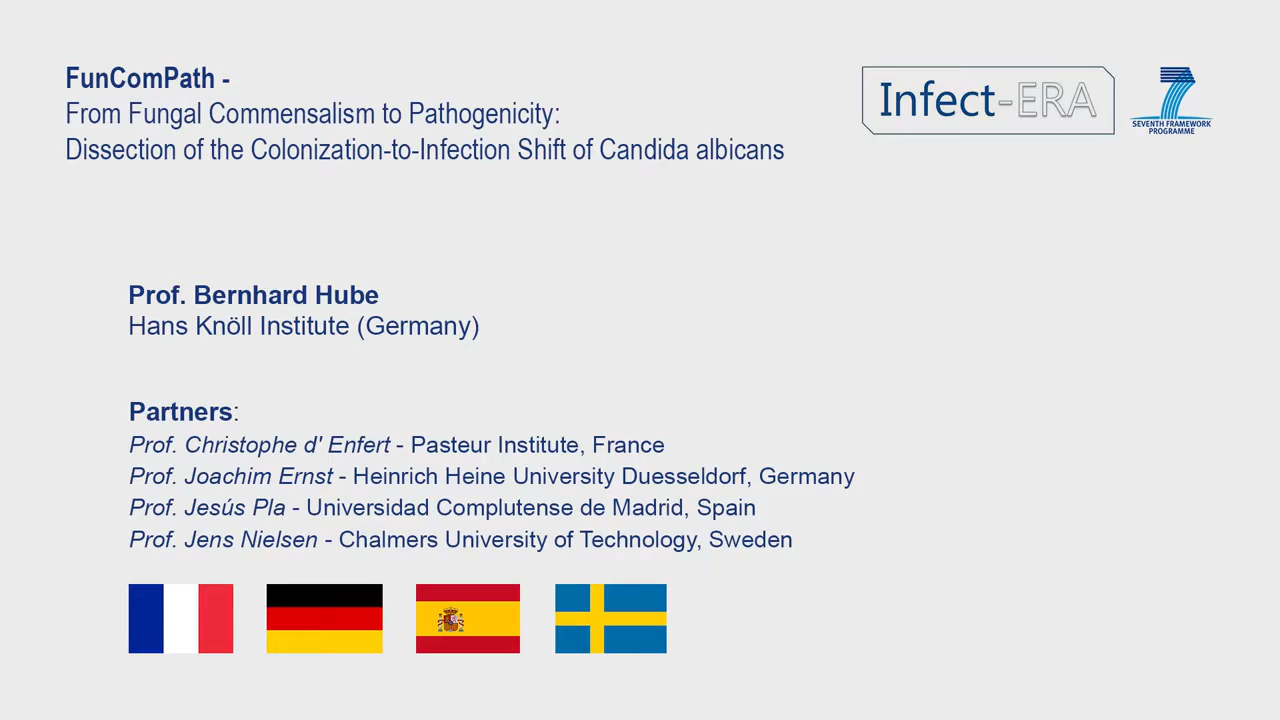 FunComPath -
From Fungal Commensalism to Pathogenicity:
Dissection of the Colonization-to-Infection Shift of Candida albicans
Infect-ERA
SEVENTH FRAMEWORK
PROGRAMME
Prof. Bernhard Hube
Hans Knöll Institute (Germany)
Partners:
Prof. Christophe d' Enfert - Pasteur Institute, France
Prof. Joachim Ernst - Heinrich Heine University Duesseldorf, Germany
Prof. Jesús Pla - Universidad Complutense de Madrid, Spain
Prof. Jens Nielsen - Chalmers University of Technology, Sweden